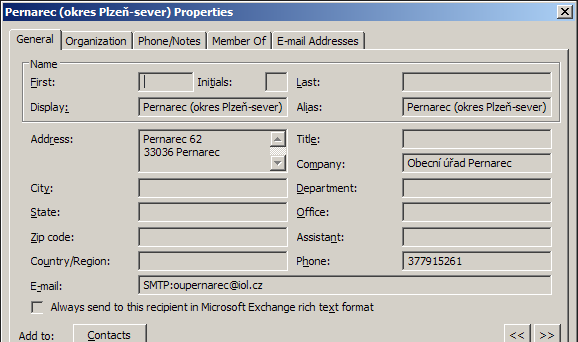 Pernarec (okres Plzeň-sever) Properties
General Organization Phone/Notes Member Of E-mail Addresses
Name
First: Initials: Last:
Display: Pernarec (okres Plzeň-sever) Alias: Pernarec (okres Plzeň-sever)
Address: Pernarec 62 Title:
33036 Pernarec
Company: Obecní úřad Pernarec
City: Department:
State: Office:
Zip code: Assistant:
Country/Region: Phone: 377915261
E-mail: SMTP:oupernarec@iol.cz
Always send to this recipient in Microsoft Exchange rich text format
Add to: Contacts << >>